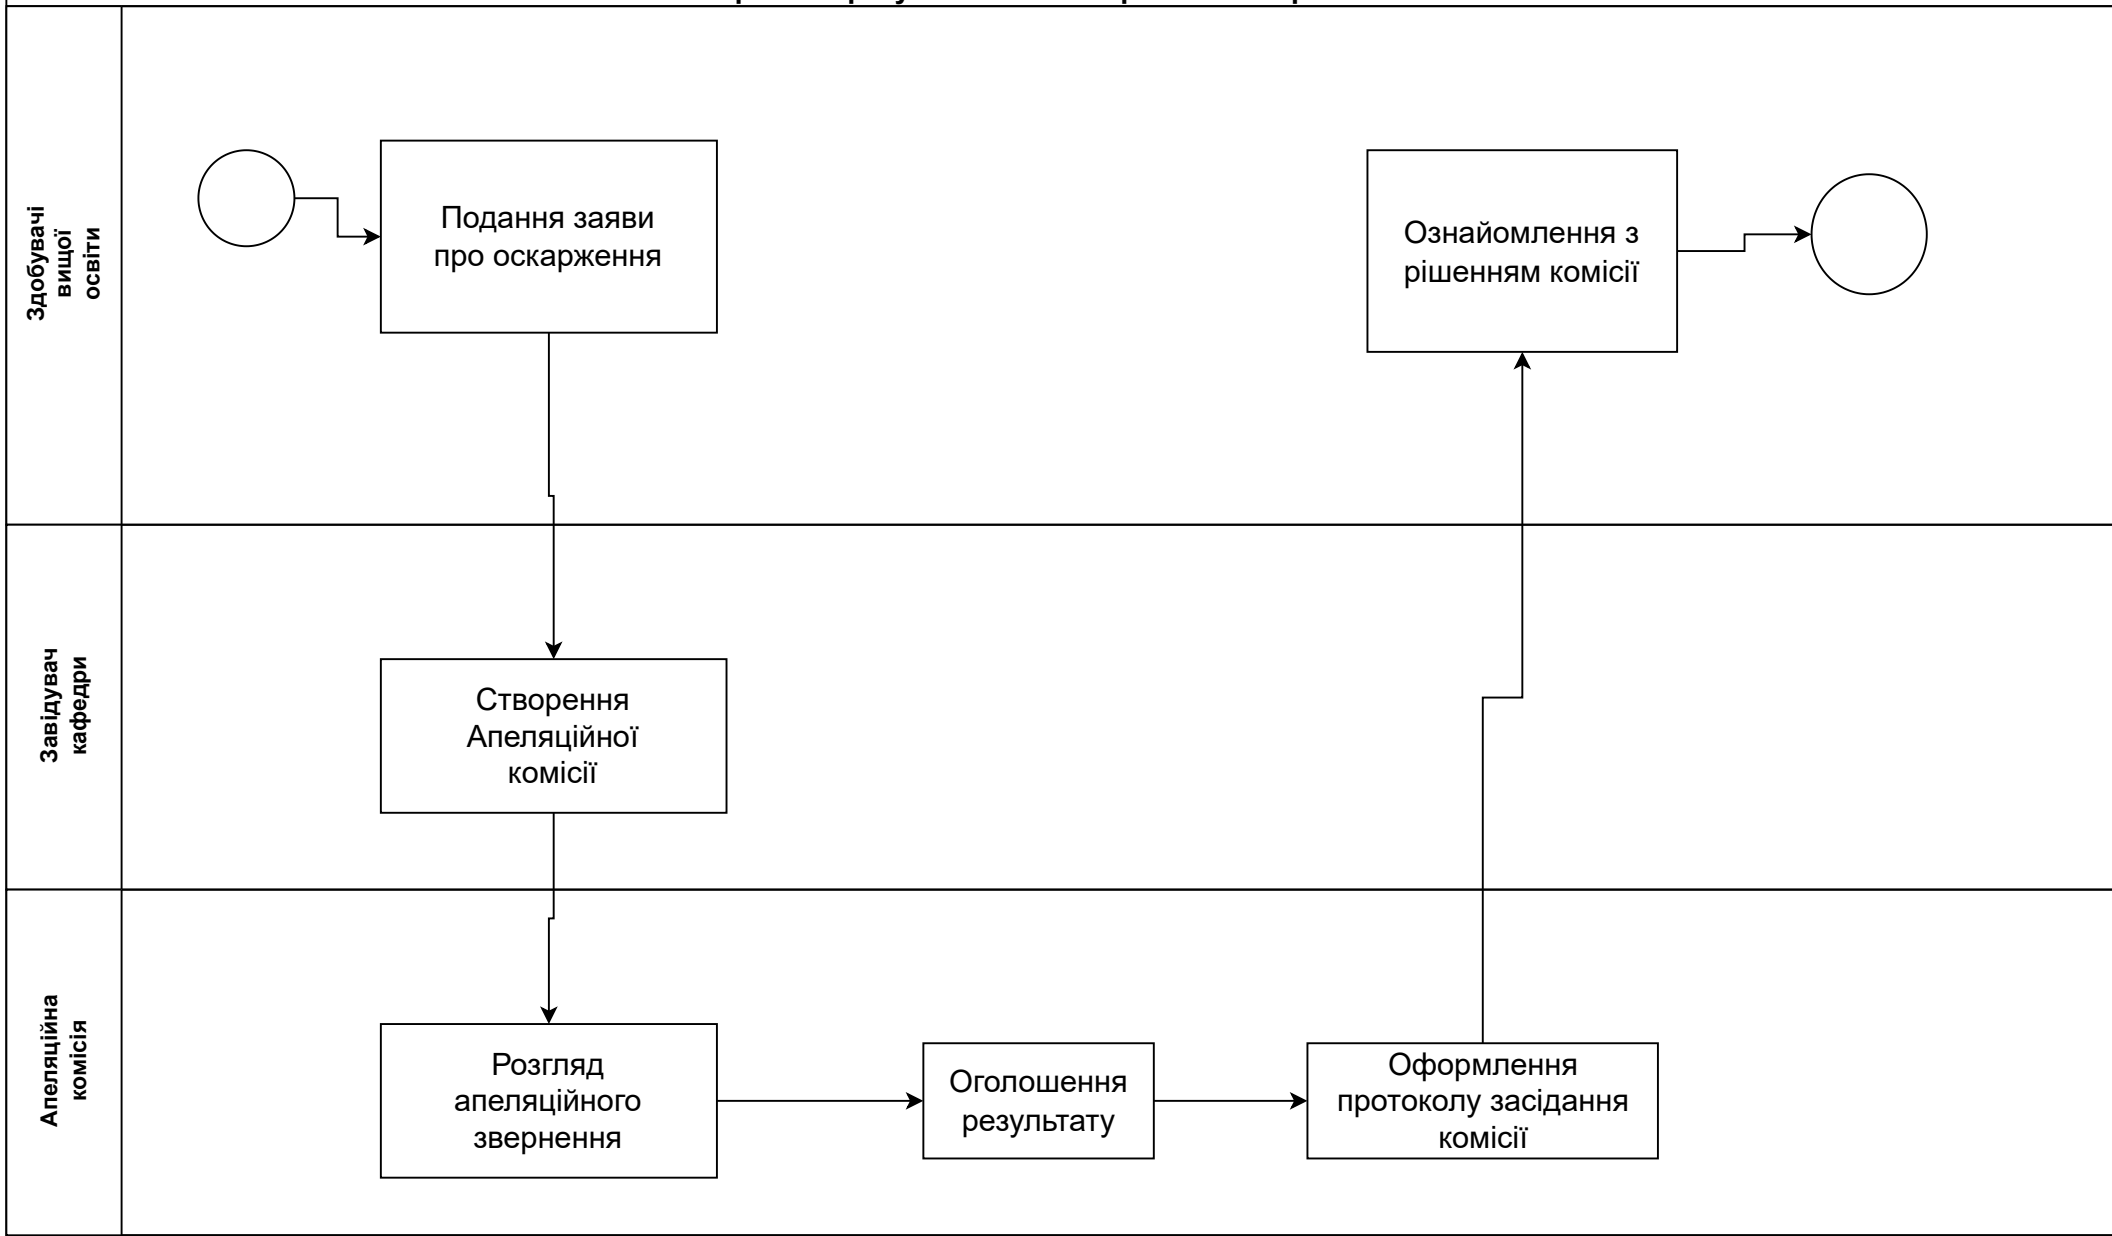 Здобувачі
вищої
освіти
Подання заяви
про оскарження
Ознайомлення з
рішенням комісії
Завідувач
кафедри
Створення
Апеляційної
комісії
Апеляційна
комісія
Розгляд
апеляційного
звернення
Оголошення
результату
Оформлення
протоколу засідання
комісії